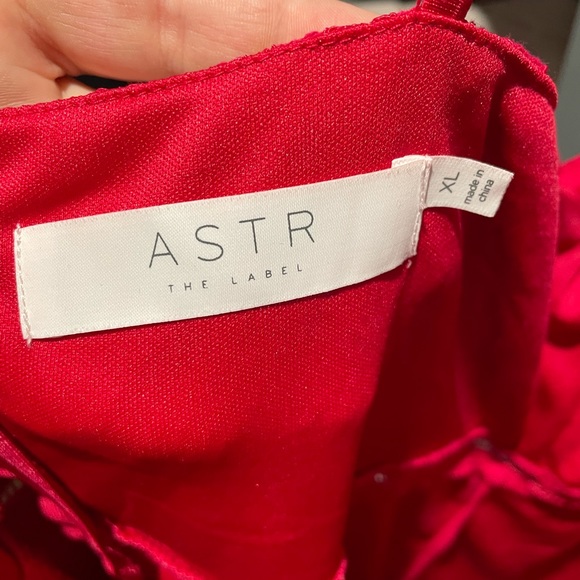 ASTR
THE LABEL
XL
made in
china